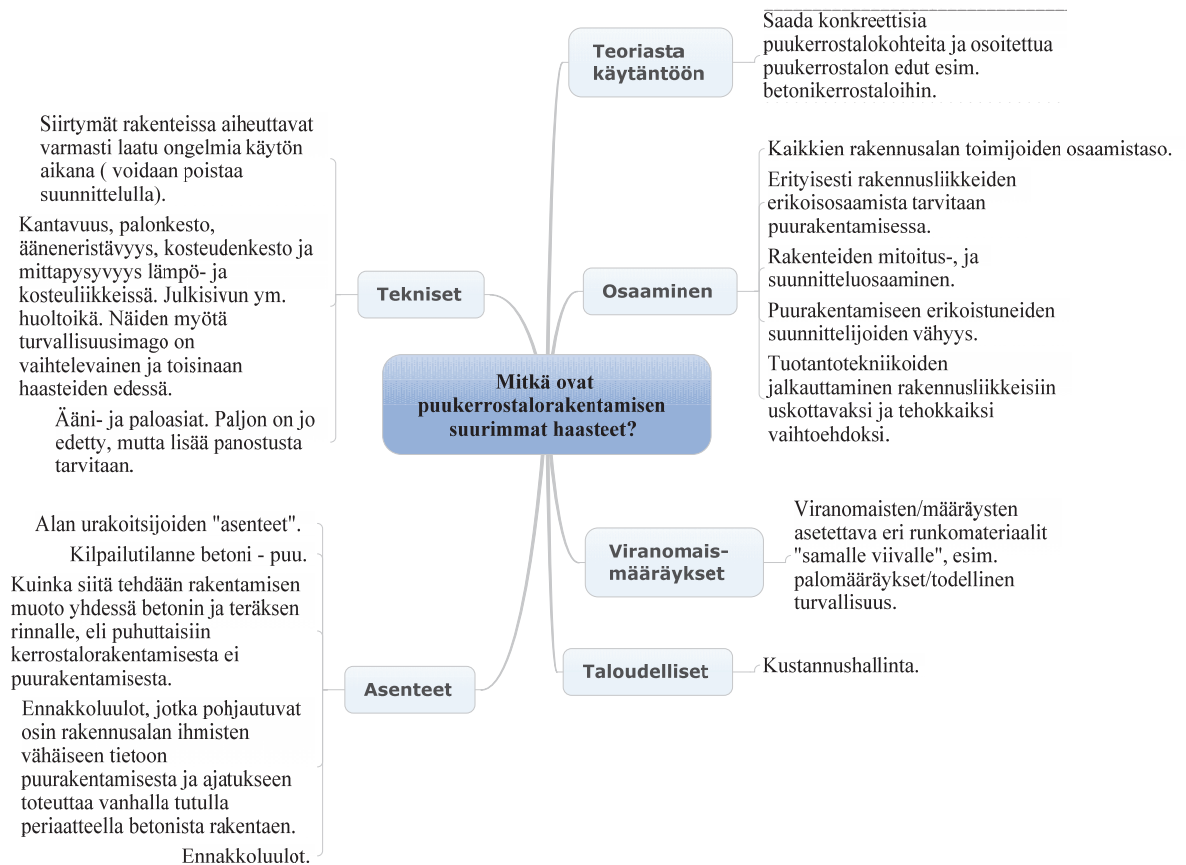 Mitkä ovat
puukerrostalorakentamisen
suurimmat haasteet?
Teoriasta
käytäntöön
Saada konkreettisia
puukerrostalokohteita ja osoitettua
puukerrostalon edut esim.
betonikerrostaloihin.
Osaaminen
Kaikkien rakennusalan toimijoiden osaamistaso.
Erityisesti rakennusliikkeiden
erikoisosaamista tarvitaan
puurakentamisessa.
Rakenteiden mitoitus-, ja
suunnitteluosaaminen.
Puurakentamiseen erikoistuneiden
suunnittelijoiden vähyys.
Tuotantotekniikoiden
jalkauttaminen rakennusliikkeisiin
uskottavaksi ja tehokkaiksi
vaihtoehdoksi.
Viranomais-
määräykset
Viranomaisten/määräysten
asetettava eri runkomateriaalit
"samalle viivalle", esim.
palomääräykset/todellinen
turvallisuus.
Taloudelliset
Kustannushallinta.
Tekniset
Siirtymät rakenteissa aiheuttavat
varmasti laatu ongelmia käytön
aikana ( voidaan poistaa
suunnittelulla).
Kantavuus, palonkesto,
ääneneristävyys, kosteudenkesto ja
mittapysyvyys lämpö- ja
kosteuliikkeissä. Julkisivun ym.
huoltoikä. Näiden myötä
turvallisuusimago on
vaihtelevainen ja toisinaan
haasteiden edessä.
Ääni- ja paloasiat. Paljon on jo
edetty, mutta lisää panostusta
tarvitaan.
Asenteet
Alan urakoitsijoiden "asenteet".
Kilpailutilanne betoni - puu.
Kuinka siitä tehdään rakentamisen
muoto yhdessä betonin ja teräksen
rinnalle, eli puhuttaisiin
kerrostalorakentamisesta ei
puurakentamisesta.
Ennakkoluulot, jotka pohjautuvat
osin rakennusalan ihmisten
vähäiseen tietoon
puurakentamisesta ja ajatukseen
toteuttaa vanhalla tutulla
periaatteella betonista rakentaen.
Ennakkoluulot.